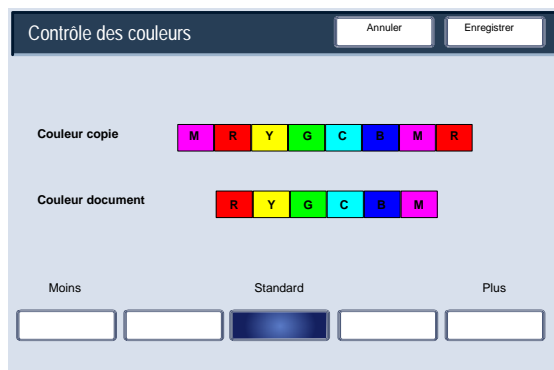 Contrôle des couleurs Annuler Enregistrer
Couleur copie M R Y G C B M R
Couleur document R Y G C B M
Moins Standard Plus